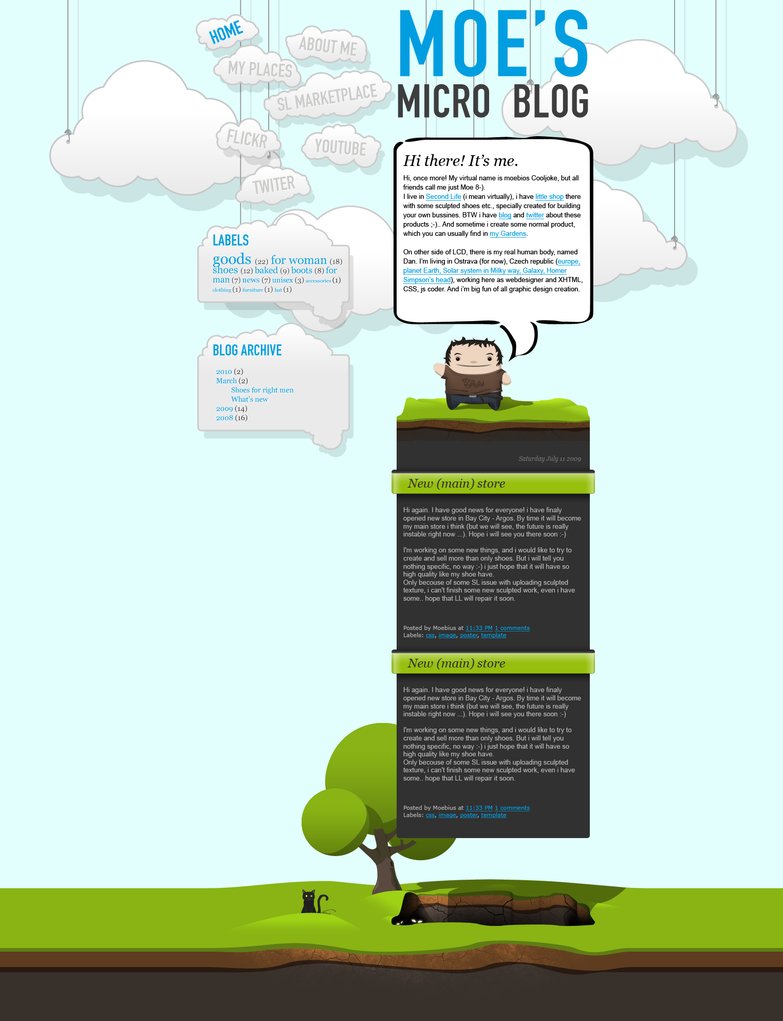 HOME
ABOUT ME
MY PLACES
SL MARKETPLACE
FLICKR
YOUTUBE
TWITER
MOE'S
MICRO BLOG
Hi there! It's me.
Hi, once more! My virtual name is moebios Cooljoke, but all
friends call me just Moe 8-).
I live in Second Life (i mean virtually), i have little shop there
with some sculpted shoes etc., specially created for building
your own bussines. BTW i have blog and twitter about these
products ;-).. And sometime i create some normal product,
which you can usually find in my Gardens.
On other side of LCD, there is my real human body, named
Dan. I'm living in Ostrava (for now), Czech republic (europe,
planet Earth, Solar system in Milky way, Galaxy, Homer
Simpson's head), working here as webdesigner and XHTML,
CSS, js coder. And i'm big fun of all graphic design creation.
LABELS
goods (22) for woman (18)
shoes (12) baked (9) boots (8) for
man (7) news (7) unisex (3) accessories (1)
clothing (1) furniture (1) hat (1)
BLOG ARCHIVE
2010 (2)
March (2)
Shoes for right men
What's new
2009 (14)
2008 (16)
Saturday July 11 2009
New (main) store
Hi again. I have good news for everyone! i have finaly
opened new store in Bay City - Argos. By time it will become
my main store i think (but we will see, the future is really
instable right now ...). Hope i will see you there soon :-)
I'm working on some new things, and i would like to try to
create and sell more than only shoes. But i will tell you
nothing specific, no way :-) i just hope that it will have so
high quality like my shoe have.
Only becouse of some SL issue with uploading sculpted
texture, i can't finish some new sculpted work, even i have
some.. hope that LL will repair it soon.
Posted by Moebius at 11:33 PM 1 comments
Labels: css, image, poster, template
New (main) store
Hi again. I have good news for everyone! i have finaly
opened new store in Bay City - Argos. By time it will become
my main store i think (but we will see, the future is really
instable right now ...). Hope i will see you there soon :-)
I'm working on some new things, and i would like to try to
create and sell more than only shoes. But i will tell you
nothing specific, no way :-) i just hope that it will have so
high quality like my shoe have.
Only becouse of some SL issue with uploading sculpted
texture, i can't finish some new sculpted work, even i have
some.. hope that LL will repair it soon.
Posted by Moebius at 11:33 PM 1 comments
Labels: css, image, poster, template